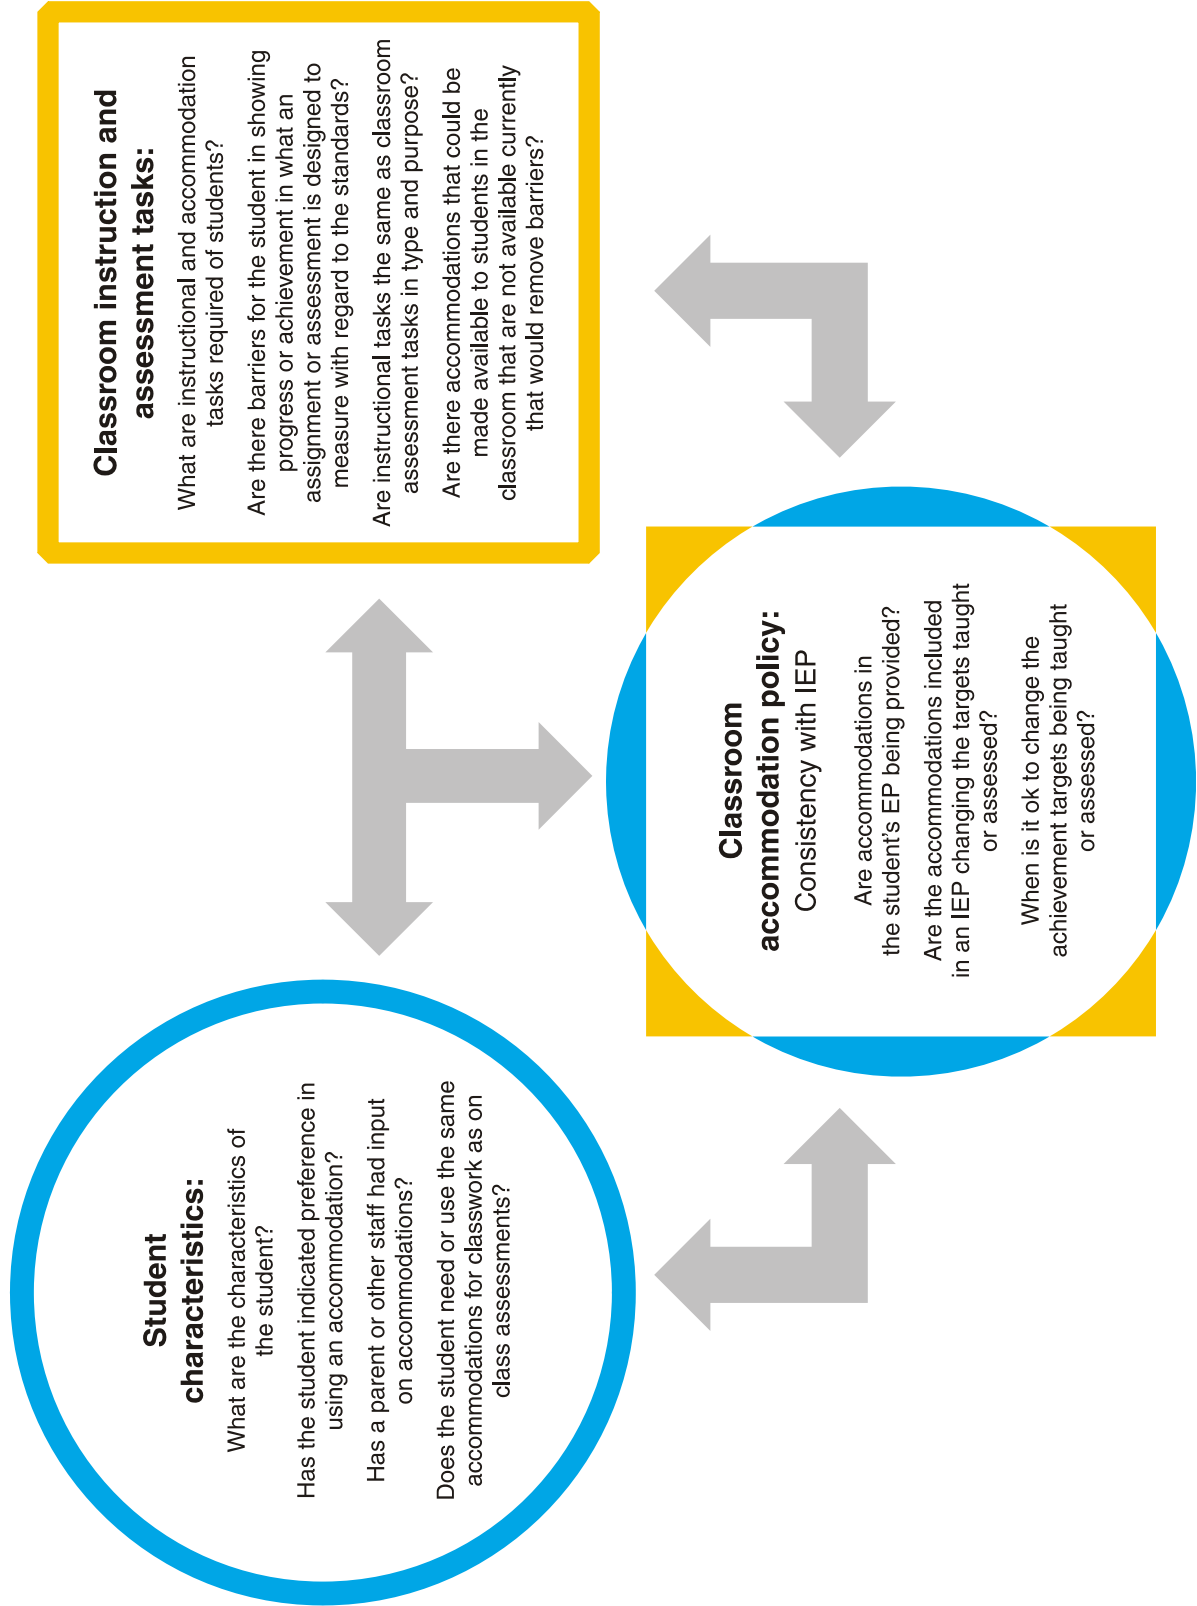 Student
characteristics:
What are the characteristics of
the student?
Has the student indicated preference in
using an accommodation?
Has a parent or other staff had input
on accommodations?
Does the student need or use the same
accommodations for classwork as on
class assessments?
Classroom instruction and
assessment tasks:
What are instructional and accommodation
tasks required of students?
Are there barriers for the student in showing
progress or achievement in what an
assignment or assessment is designed to
measure with regard to the standards?
Are instructional tasks the same as classroom
assessment tasks in type and purpose?
Are there accommodations that could be
made available to students in the
classroom that are not available currently
that would remove barriers?
Classroom
accommodation policy:
Consistency with IEP
Are accommodations in
the student's EP being provided?
Are the accommodations included
in an IEP changing the targets taught
or assessed?
When is it ok to change the
achievement targets being taught
or assessed?